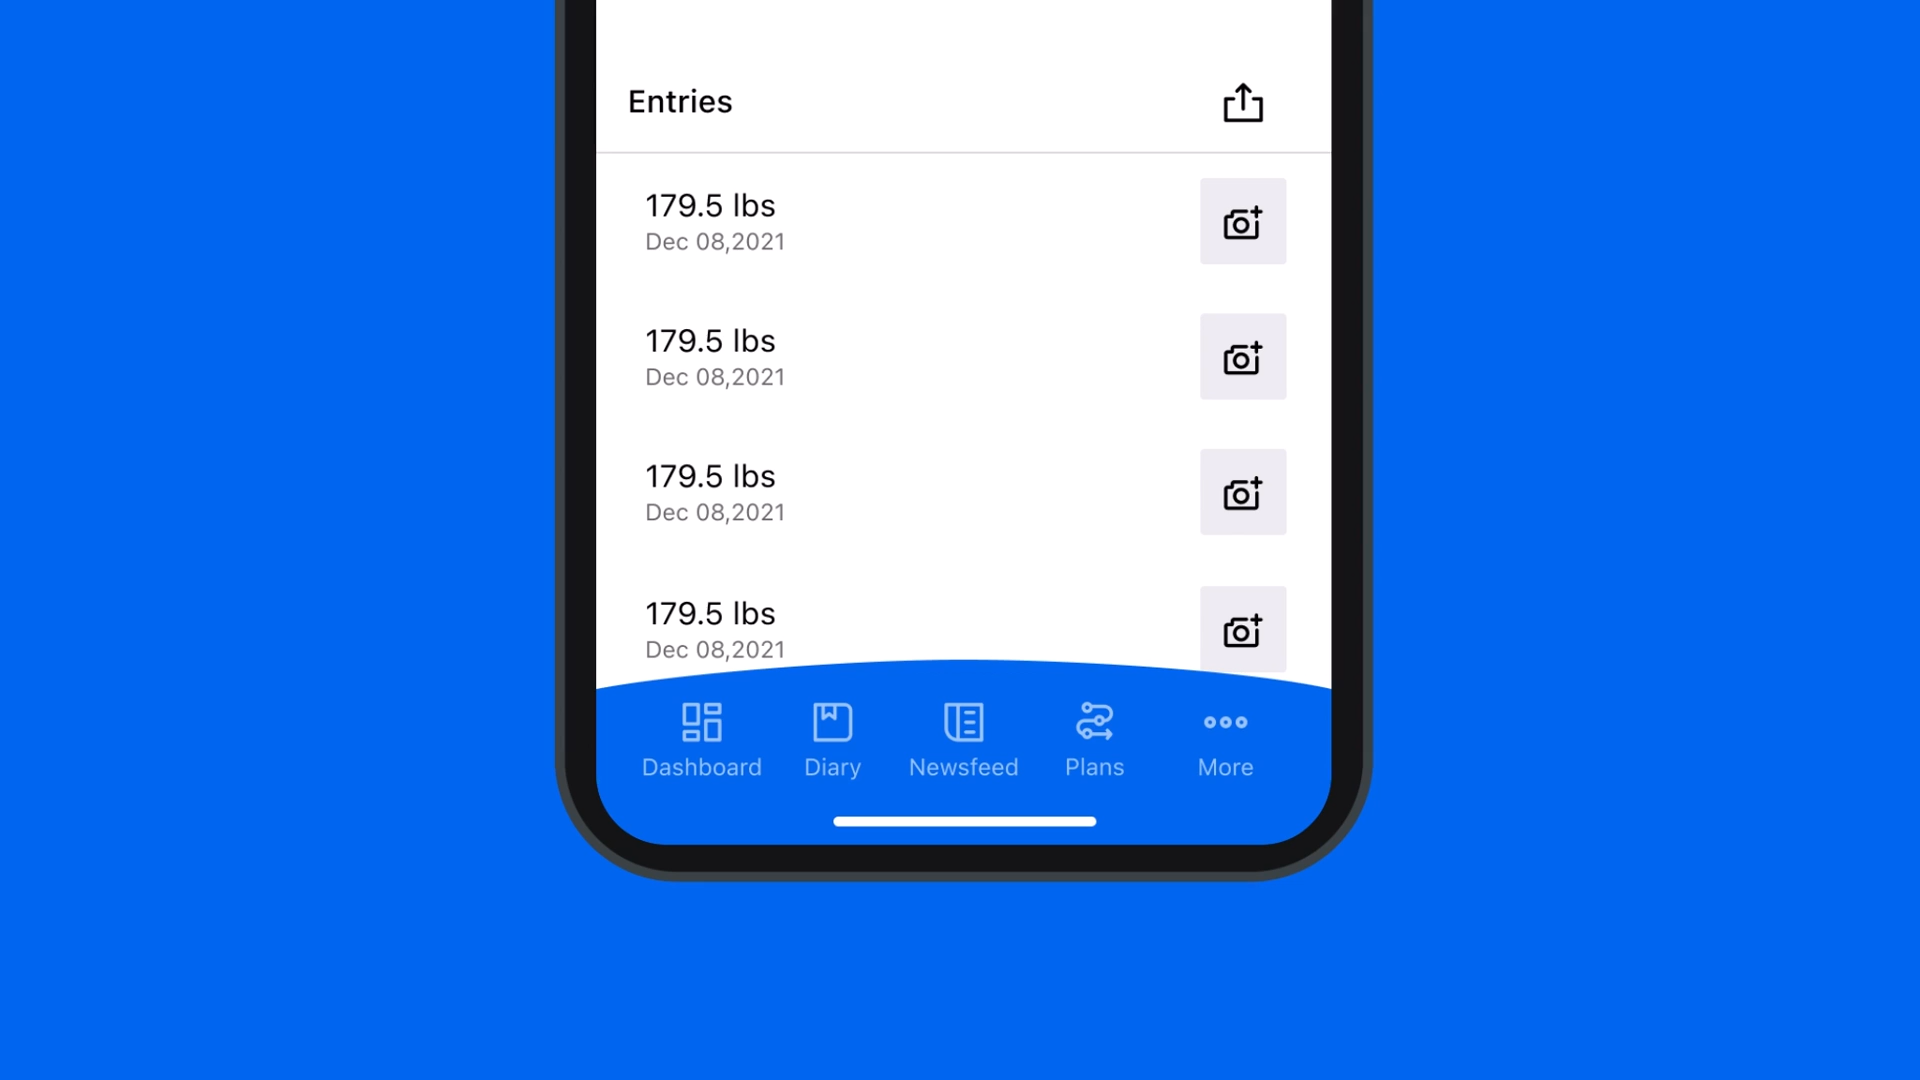 Entries
179.5 lbs
Dec 08,2021
179.5 lbs
Dec 08,2021
179.5 lbs
Dec 08,2021
179.5 lbs
Dec 08,2021
Dashboard
Diary
Newsfeed
Plans
More